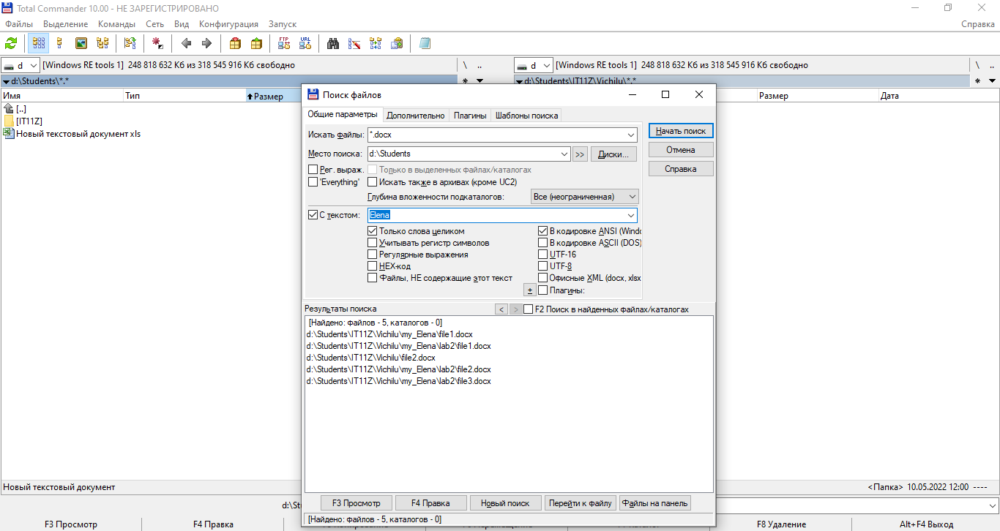 Total Commander 10.00 - НЕ ЗАРЕГИСТРИРОВАНО
Файлы Выделение Команды Сеть Вид Конфигурация Запуск Справка
FTP URL
d [Windows RE tools 1] 248 818 632 Кб из 318 545 916 Кб свободно \ ..
d [Windows RE tools 1] 248 818 632 Кб из 318 545 916 Кб свободно \ ..
d:\Students\*.* *
d:\Students\IT11Z\Vichilu\*.* *
Имя Тип Размер
Размер Дата
[..]
[IT11Z]
Новый текстовый документ xls
Поиск файлов
Общие параметры Дополнительно Плагины Шаблоны поиска
Искать файлы: *.docx
Начать поиск
Место поиска: d:\Students >> Диски...
Отмена
Рег. выраж. Только в выделенных файлах/каталогах
Справка
'Everything' Искать также в архивах (кроме UC2)
Глубина вложенности подкаталогов: Все (неограниченная)
С текстом: Elena
Только слова целиком В кодировке ANSI (Windo
Учитывать регистр символов В кодировке ASCII (DOS)
Регулярные выражения UTF-16
HEX-код UTF-8
Файлы, НЕ содержащие этот текст Офисные XML (docx, xlsx
± Плагины:
Результаты поиска < > F2 Поиск в найденных файлах/каталогах
[Найдено: файлов - 5, каталогов - 0]
d:\Students\IT11Z\Vichilu\my_Elena\file1.docx
d:\Students\IT11Z\Vichilu\my_Elena\lab2\file1.docx
d:\Students\IT11Z\Vichilu\file2.docx
d:\Students\IT11Z\Vichilu\my_Elena\lab2\file2.docx
d:\Students\IT11Z\Vichilu\my_Elena\lab2\file3.docx
Новый текстовый документ
<Папка> 10.05.2022 12:00 ----
d:\St
F3 Просмотр F4 Правка Новый поиск Перейти к файлу Файлы на панель
[Найдено: файлов - 5, каталогов - 0]
F3 Просмотр F4 Правка F8 Удаление Alt+F4 Выход